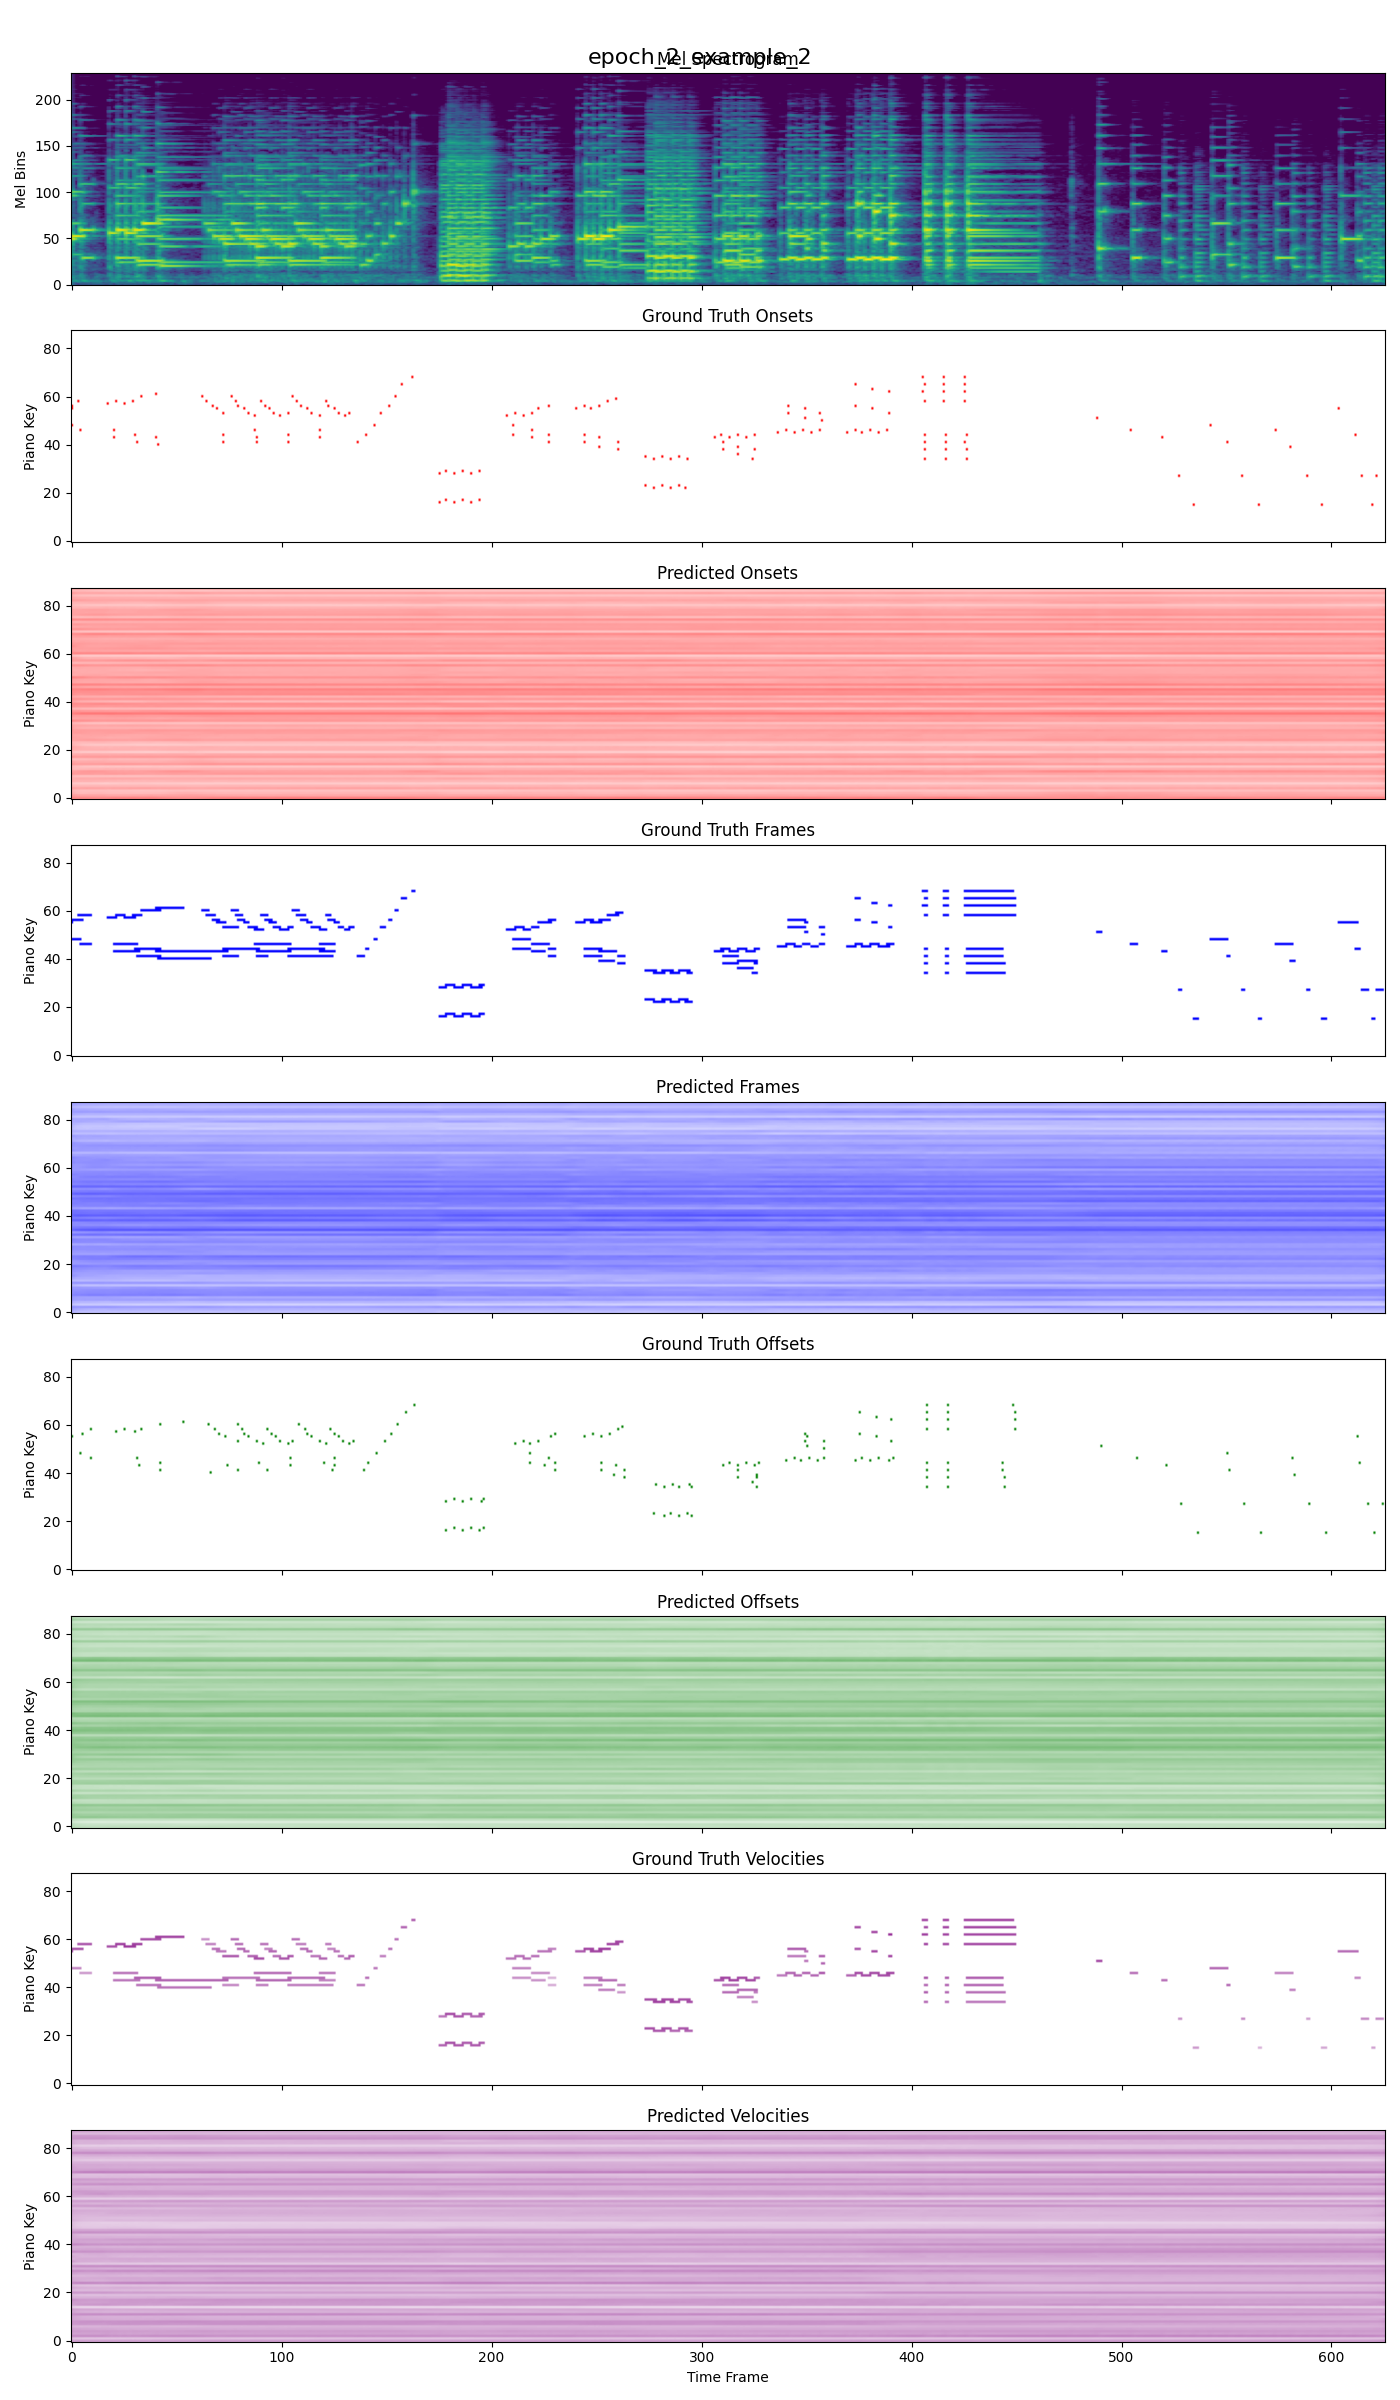 epoch_2_example_2
Mel Spectrogram
Mel Bins
200
150
100
50
0
Ground Truth Onsets
Piano Key
80
60
40
20
0
Predicted Onsets
Piano Key
80
60
40
20
0
Ground Truth Frames
Piano Key
80
60
40
20
0
Predicted Frames
Piano Key
80
60
40
20
0
Ground Truth Offsets
Piano Key
80
60
40
20
0
Predicted Offsets
Piano Key
80
60
40
20
0
Ground Truth Velocities
Piano Key
80
60
40
20
0
Predicted Velocities
Piano Key
80
60
40
20
0
0 100 200 300 400 500 600
Time Frame